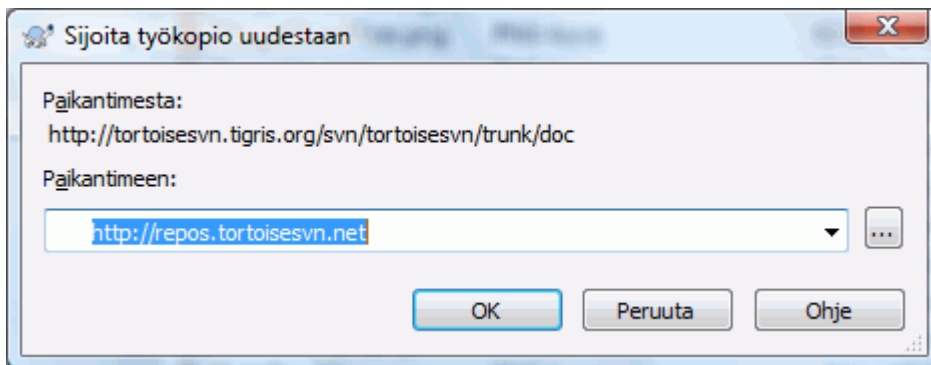 Sijoita työkopio uudestaan
Paikantimesta:
http://tortoisesvn.tigris.org/svn/tortoisesvn/trunk/doc
Paikantimeen:
http://repos.tortoisesvn.net
...
OK Peruuta Ohje